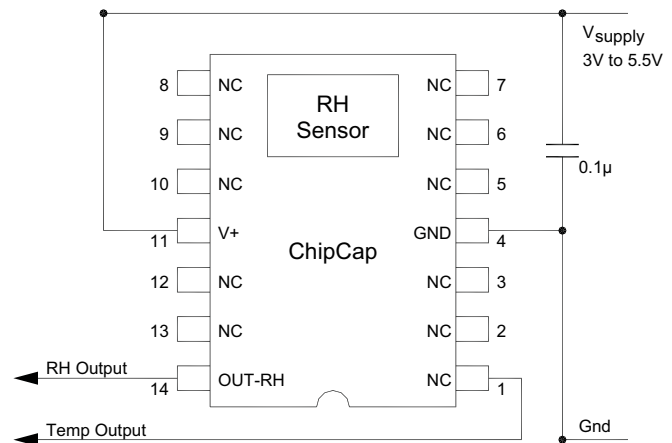 Vsupply
3V to 5.5V
8 NC
NC 7
RH
Sensor
9 NC
NC 6
0.1µ
10 NC
NC 5
11 V+
GND 4
ChipCap
12 NC
NC 3
13 NC
NC 2
RH Output
14 OUT-RH
NC 1
Temp Output
Gnd